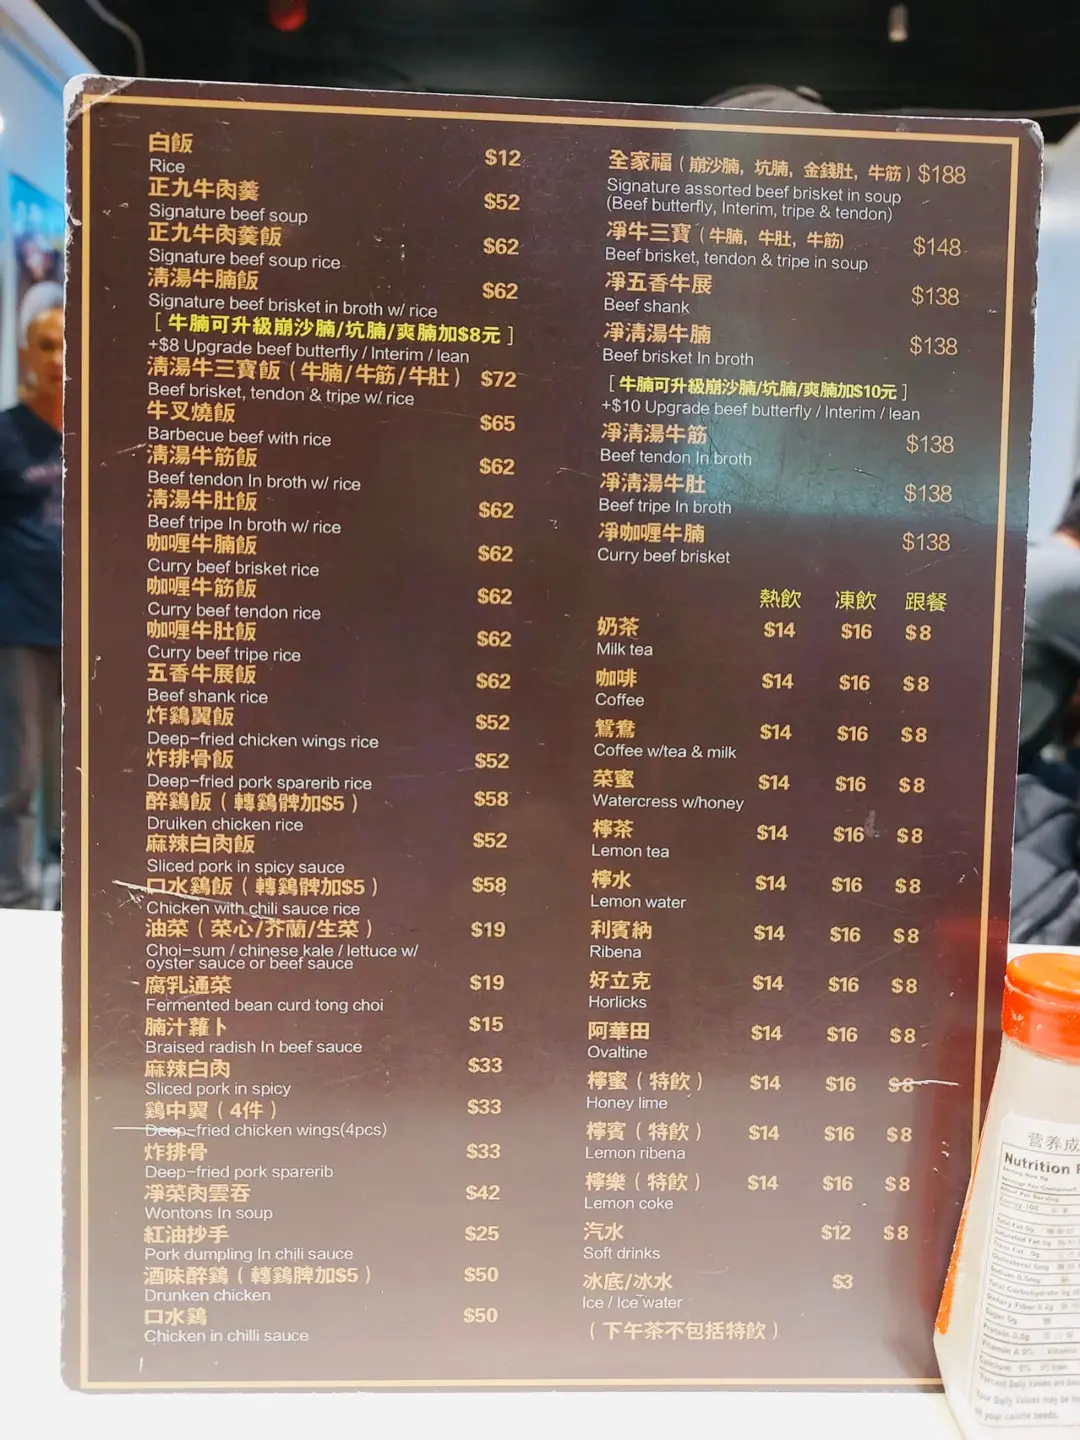 白飯 $12
Rice
正九牛肉羹 $52
Signature beef soup
正九牛肉羹飯 $62
Signature beef soup rice
清湯牛腩飯 $62
Signature beef brisket in broth w/ rice
[ 牛腩可升級崩沙腩/坑腩/爽腩加$8元 ]
+$8 Upgrade beef butterfly / Interim / lean
清湯牛三寶飯 ( 牛腩/牛筋/牛肚 ) $72
Beef brisket, tendon & tripe w/ rice
牛叉燒飯 $65
Barbecue beef with rice
清湯牛筋飯 $62
Beef tendon In broth w/ rice
清湯牛肚飯 $62
Beef tripe In broth w/ rice
咖喱牛腩飯 $62
Curry beef brisket rice
咖喱牛筋飯 $62
Curry beef tendon rice
咖喱牛肚飯 $62
Curry beef tripe rice
五香牛展飯 $62
Beef shank rice
炸鷄翼飯 $52
Deep-fried chicken wings rice
炸排骨飯 $52
Deep-fried pork sparerib rice
醉鷄飯 ( 轉鷄髀加$5 ) $58
Druiken chicken rice
麻辣白肉飯 $52
Sliced pork in spicy sauce
口水鷄飯 ( 轉鷄髀加$5 ) $58
Chicken with chili sauce rice
油菜 ( 菜心/芥蘭/生菜 ) $19
Choi-sum / chinese kale / lettuce w/
oyster sauce or beef sauce
腐乳通菜 $19
Fermented bean curd tong choi
腩汁蘿卜 $15
Braised radish In beef sauce
麻辣白肉 $33
Sliced pork in spicy
鷄中翼 ( 4件 ) $33
Deep-fried chicken wings(4pcs)
炸排骨 $33
Deep-fried pork sparerib
凈菜肉雲吞 $42
Wontons In soup
紅油抄手 $25
Pork dumpling In chili sauce
酒味醉鷄 ( 轉鷄脾加$5 ) $50
Drunken chicken
口水鷄 $50
Chicken in chilli sauce
全家福 ( 崩沙腩, 坑腩, 金錢肚, 牛筋 ) $188
Signature assorted beef brisket in soup
(Beef butterfly, Interim, tripe & tendon)
凈牛三寶 ( 牛腩, 牛肚, 牛筋) $148
Beef brisket, tendon & tripe in soup
凈五香牛展 $138
Beef shank
凈清湯牛腩 $138
Beef brisket In broth
[ 牛腩可升級崩沙腩/坑腩/爽腩加$10元 ]
+$10 Upgrade beef butterfly / Interim / lean
凈清湯牛筋 $138
Beef tendon In broth
凈清湯牛肚 $138
Beef tripe In broth
凈咖喱牛腩 $138
Curry beef brisket
熱飲 凍飲 跟餐
奶茶 $14 $16 $8
Milk tea
咖啡 $14 $16 $8
Coffee
鴛鴦 $14 $16 $8
Coffee w/tea & milk
菜蜜 $14 $16 $8
Watercress w/honey
檸茶 $14 $16 $8
Lemon tea
檸水 $14 $16 $8
Lemon water
利賓納 $14 $16 $8
Ribena
好立克 $14 $16 $8
Horlicks
阿華田 $14 $16 $8
Ovaltine
檸蜜 ( 特飲 ) $14 $16 $8
Honey lime
檸賓 ( 特飲 ) $14 $16 $8
Lemon ribena
檸樂 ( 特飲 ) $14 $16 $8
Lemon coke
汽水 $12 $8
Soft drinks
冰底/冰水 $3
Ice / Ice water
( 下午茶不包括特飲 )
营养成
Nutrition